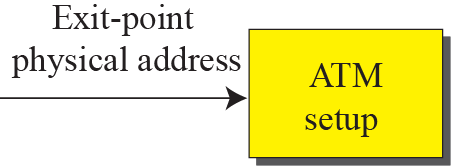 Exit-point
physical address
ATM
setup